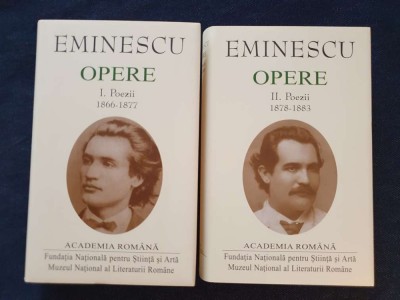 EMINESCU
OPERE
I. Poezii
1866-1877
ACADEMIA ROMÂNĂ
Fundația Națională pentru Știință și Artă
Muzeul Național al Literaturii Române
EMINESCU
OPERE
II. Poezii
1878-1883
ACADEMIA ROMÂNĂ
Fundația Națională pentru Știință și Artă
Muzeul Național al Literaturii Române